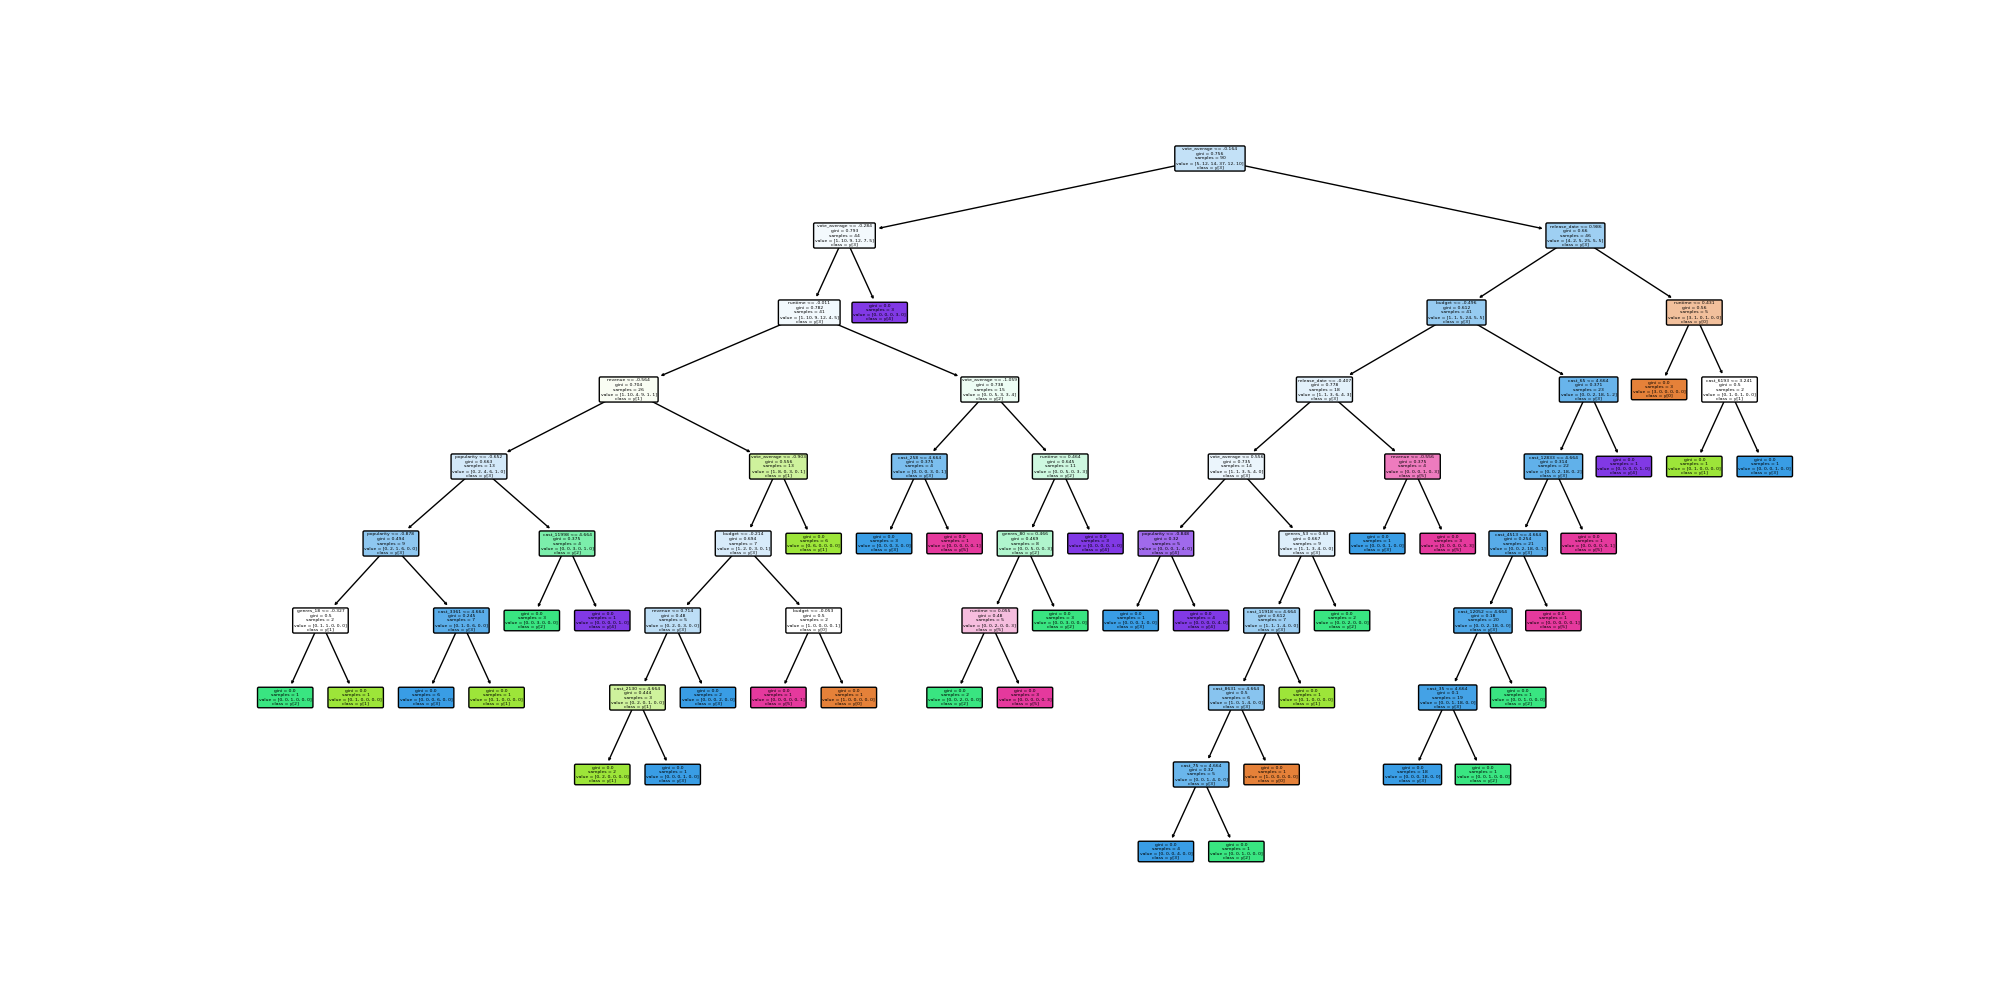 vote_average <= -0.164
gini = 0.756
samples = 90
value = [5, 12, 14, 37, 12, 10]
class = y[3]
vote_average <= -0.284
gini = 0.793
samples = 44
value = [1, 10, 9, 12, 7, 5]
class = y[3]
release_date <= 0.986
gini = 0.66
samples = 46
value = [4, 2, 5, 25, 5, 5]
class = y[3]
runtime <= -0.011
gini = 0.782
samples = 41
value = [1, 10, 9, 12, 4, 5]
class = y[3]
gini = 0.0
samples = 3
value = [0, 0, 0, 0, 3, 0]
class = y[4]
budget <= -0.496
gini = 0.612
samples = 41
value = [1, 1, 5, 24, 5, 5]
class = y[3]
runtime <= 0.431
gini = 0.56
samples = 5
value = [3, 1, 0, 1, 0, 0]
class = y[0]
revenue <= -0.564
gini = 0.704
samples = 26
value = [1, 10, 4, 9, 1, 1]
class = y[1]
vote_average <= -1.059
gini = 0.738
samples = 15
value = [0, 0, 5, 3, 3, 4]
class = y[2]
release_date <= -0.407
gini = 0.778
samples = 18
value = [1, 1, 3, 6, 4, 3]
class = y[3]
cast_65 <= 4.664
gini = 0.371
samples = 23
value = [0, 0, 2, 18, 1, 2]
class = y[3]
gini = 0.0
samples = 3
value = [3, 0, 0, 0, 0, 0]
class = y[0]
cast_6193 <= 3.241
gini = 0.5
samples = 2
value = [0, 1, 0, 1, 0, 0]
class = y[1]
popularity <= -0.652
gini = 0.663
samples = 13
value = [0, 2, 4, 6, 1, 0]
class = y[3]
gini = 0.556
samples = 13
value = [1, 8, 0, 3, 0, 1]
class = y[1]
cast_258 <= 4.664
gini = 0.375
samples = 4
value = [0, 0, 0, 3, 0, 1]
class = y[3]
runtime <= 0.464
gini = 0.645
samples = 11
value = [0, 0, 5, 0, 3, 3]
class = y[2]
vote_average <= 0.556
gini = 0.735
samples = 14
value = [1, 1, 3, 5, 4, 0]
class = y[3]
revenue <= -0.556
gini = 0.375
samples = 4
value = [0, 0, 0, 1, 0, 3]
class = y[5]
cast_12833 <= 4.664
gini = 0.314
samples = 22
value = [0, 0, 2, 18, 0, 2]
class = y[3]
gini = 0.0
samples = 1
value = [0, 0, 0, 0, 1, 0]
class = y[4]
gini = 0.0
samples = 1
value = [0, 1, 0, 0, 0, 0]
class = y[1]
gini = 0.0
samples = 1
value = [0, 0, 0, 1, 0, 0]
class = y[3]
popularity <= -0.878
gini = 0.494
samples = 9
value = [0, 2, 1, 6, 0, 0]
class = y[3]
cast_11998 <= 4.664
gini = 0.375
samples = 4
value = [0, 0, 3, 0, 1, 0]
class = y[2]
budget <= -0.214
gini = 0.694
samples = 7
value = [1, 2, 0, 3, 0, 1]
class = y[3]
gini = 0.0
samples = 6
value = [0, 6, 0, 0, 0, 0]
class = y[1]
gini = 0.0
samples = 3
value = [0, 0, 0, 3, 0, 0]
class = y[3]
gini = 0.0
samples = 1
value = [0, 0, 0, 0, 0, 1]
class = y[5]
genres_80 <= 0.466
gini = 0.469
samples = 8
value = [0, 0, 5, 0, 0, 3]
class = y[2]
gini = 0.0
samples = 3
value = [0, 0, 0, 0, 3, 0]
class = y[4]
popularity <= -0.848
gini = 0.32
samples = 5
value = [0, 0, 0, 1, 4, 0]
class = y[4]
genres_53 <= 0.63
gini = 0.667
samples = 9
value = [1, 1, 3, 4, 0, 0]
class = y[3]
gini = 0.0
samples = 1
value = [0, 0, 0, 1, 0, 0]
class = y[3]
gini = 0.0
samples = 3
value = [0, 0, 0, 0, 0, 3]
class = y[5]
cast_4513 <= 4.664
samples = 21
value = [0, 0, 2, 18, 0, 1]
class = y[3]
gini = 0.0
samples = 1
value = [0, 0, 0, 0, 0, 1]
class = y[5]
genres_18 <= -0.327
gini = 0.5
samples = 2
value = [0, 1, 1, 0, 0, 0]
class = y[1]
cast_3361 <= 4.664
gini = 0.245
samples = 7
value = [0, 1, 0, 6, 0, 0]
class = y[3]
gini = 0.0
samples = 3
value = [0, 0, 3, 0, 0, 0]
class = y[2]
gini = 0.0
samples = 1
value = [0, 0, 0, 0, 1, 0]
class = y[4]
revenue <= 0.714
gini = 0.48
samples = 5
value = [0, 2, 0, 3, 0, 0]
class = y[3]
budget <= -0.053
gini = 0.5
samples = 2
value = [1, 0, 0, 0, 0, 1]
class = y[0]
runtime <= 0.055
gini = 0.48
samples = 5
value = [0, 0, 2, 0, 0, 3]
class = y[5]
gini = 0.0
samples = 3
value = [0, 0, 3, 0, 0, 0]
class = y[2]
gini = 0.0
samples = 1
value = [0, 0, 0, 1, 0, 0]
class = y[3]
gini = 0.0
samples = 4
value = [0, 0, 0, 0, 4, 0]
class = y[4]
cast_11918 <= 4.664
gini = 0.612
samples = 7
value = [1, 1, 1, 4, 0, 0]
class = y[3]
gini = 0.0
samples = 2
value = [0, 0, 2, 0, 0, 0]
class = y[2]
cast_12052 <= 4.664
gini = 0.18
samples = 20
value = [0, 0, 2, 18, 0, 0]
class = y[3]
gini = 0.0
samples = 1
value = [0, 0, 0, 0, 0, 1]
class = y[5]
gini = 0.0
samples = 1
value = [0, 0, 1, 0, 0, 0]
class = y[2]
gini = 0.0
samples = 1
value = [0, 1, 0, 0, 0, 0]
class = y[1]
gini = 0.0
samples = 6
value = [0, 0, 0, 6, 0, 0]
class = y[3]
gini = 0.0
samples = 1
value = [0, 1, 0, 0, 0, 0]
class = y[1]
cast_2130 <= 4.664
gini = 0.444
samples = 3
value = [0, 2, 0, 1, 0, 0]
class = y[1]
gini = 0.0
samples = 2
value = [0, 0, 0, 2, 0, 0]
class = y[3]
gini = 0.0
samples = 1
value = [0, 0, 0, 0, 0, 1]
class = y[5]
gini = 0.0
samples = 1
value = [1, 0, 0, 0, 0, 0]
class = y[0]
gini = 0.0
samples = 2
value = [0, 0, 2, 0, 0, 0]
class = y[2]
gini = 0.0
samples = 3
value = [0, 0, 0, 0, 0, 3]
class = y[5]
cast_8631 <= 4.664
gini = 0.5
samples = 6
value = [1, 0, 1, 4, 0, 0]
class = y[3]
gini = 0.0
samples = 1
value = [0, 1, 0, 0, 0, 0]
class = y[1]
cast_35 <= 4.664
gini = 0.1
samples = 19
value = [0, 0, 1, 18, 0, 0]
class = y[3]
gini = 0.0
samples = 1
value = [0, 0, 1, 0, 0, 0]
class = y[2]
gini = 0.0
samples = 2
value = [0, 2, 0, 0, 0, 0]
class = y[1]
gini = 0.0
samples = 1
value = [0, 0, 0, 1, 0, 0]
class = y[3]
cast_75 <= 4.664
gini = 0.32
samples = 5
value = [0, 0, 1, 4, 0, 0]
class = y[3]
gini = 0.0
samples = 1
value = [1, 0, 0, 0, 0, 0]
class = y[0]
gini = 0.0
samples = 18
value = [0, 0, 0, 18, 0, 0]
class = y[3]
gini = 0.0
samples = 1
value = [0, 0, 1, 0, 0, 0]
class = y[2]
gini = 0.0
samples = 4
value = [0, 0, 0, 4, 0, 0]
class = y[3]
gini = 0.0
samples = 1
value = [0, 0, 1, 0, 0, 0]
class = y[2]